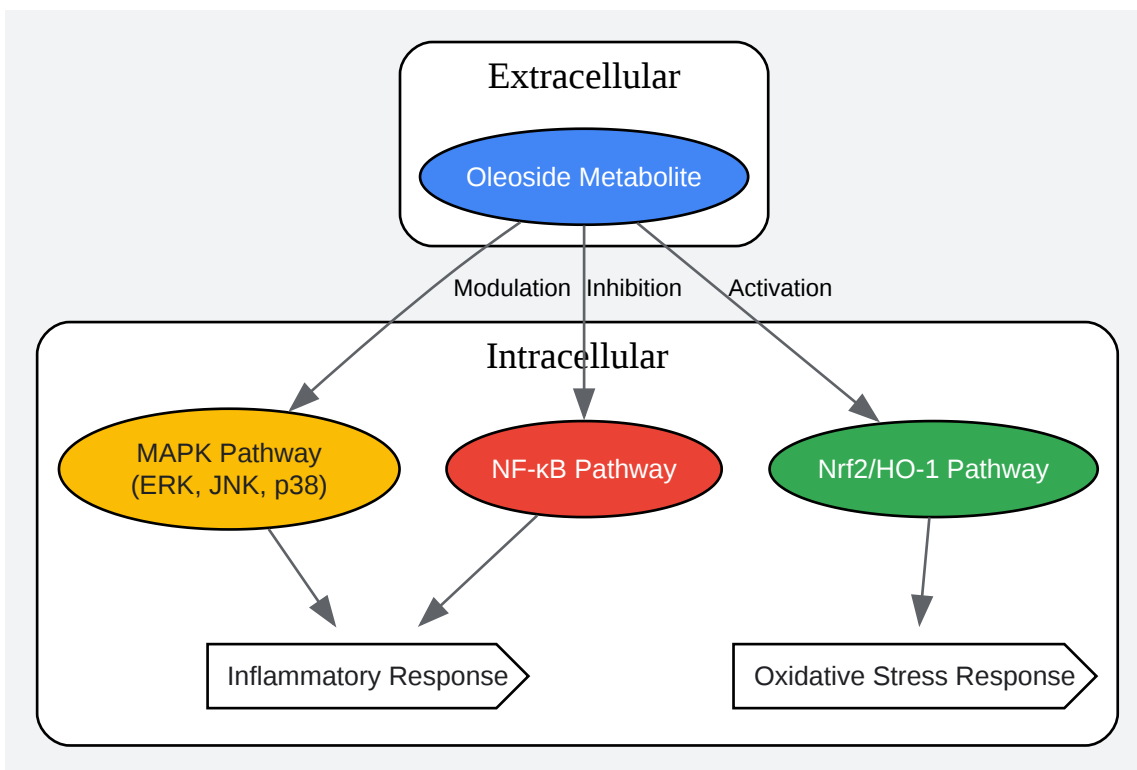 Extracellular
Oleoside Metabolite
Modulation
Inhibition
Activation
Intracellular
MAPK Pathway
(ERK, JNK, p38)
NF-κB Pathway
Nrf2/HO-1 Pathway
Inflammatory Response
Oxidative Stress Response